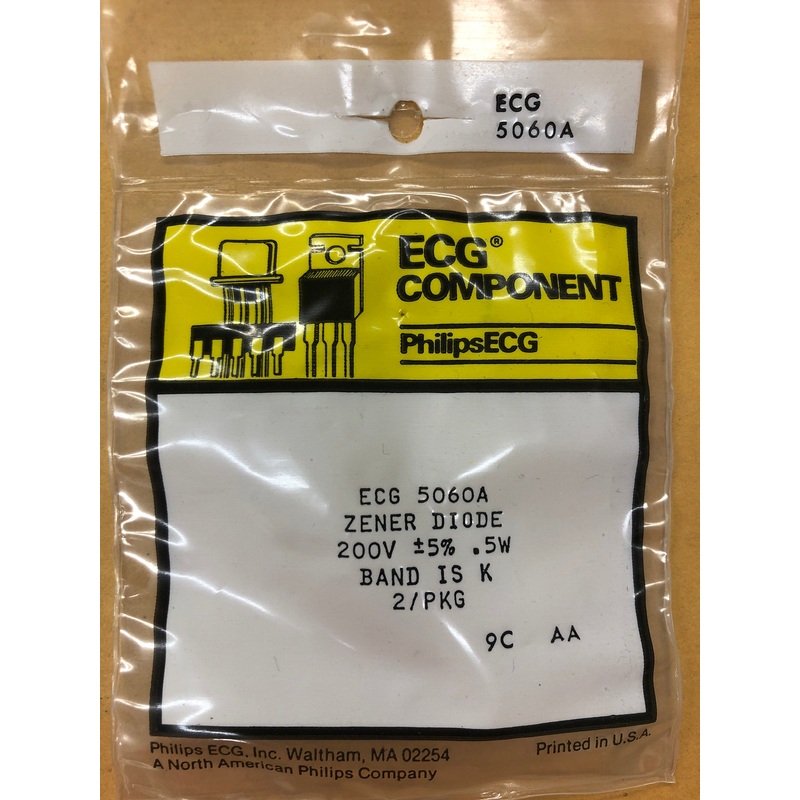 ECG
5060A
ECG®
COMPONENT
PhilipsECG
ECG 5060A
ZENER DIODE
200V ±5% .5W
BAND IS K
2/PKG
9C AA
Philips ECG, Inc. Waltham, MA 02254
A North American Philips Company
Printed in U.S.A.